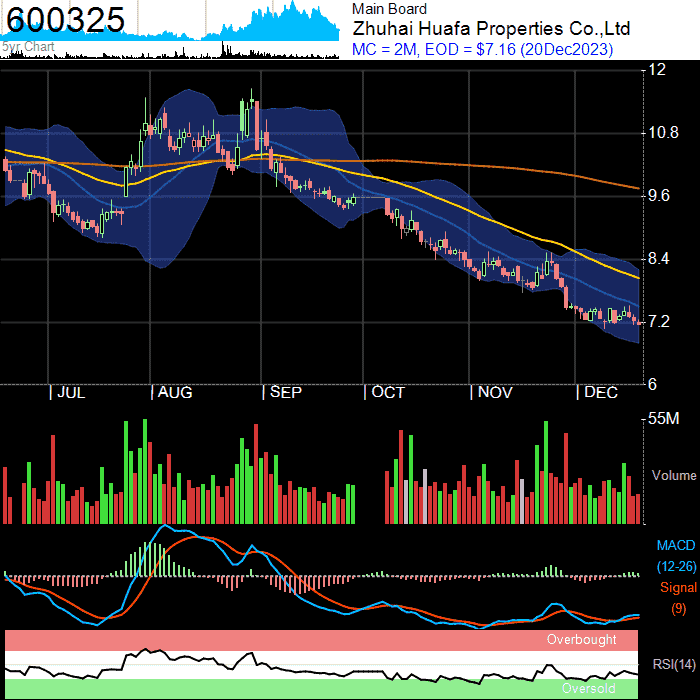 600325
5yr Chart
Main Board
Zhuhai Huafa Properties Co.,Ltd
MC = 2M, EOD = $7.16 (20Dec2023)
12
10.8
9.6
8.4
7.2
6
| JUL | AUG | SEP | OCT | NOV | DEC
55M
Volume
MACD
(12-26)
Signal
(9)
Overbought
RSI(14)
Oversold